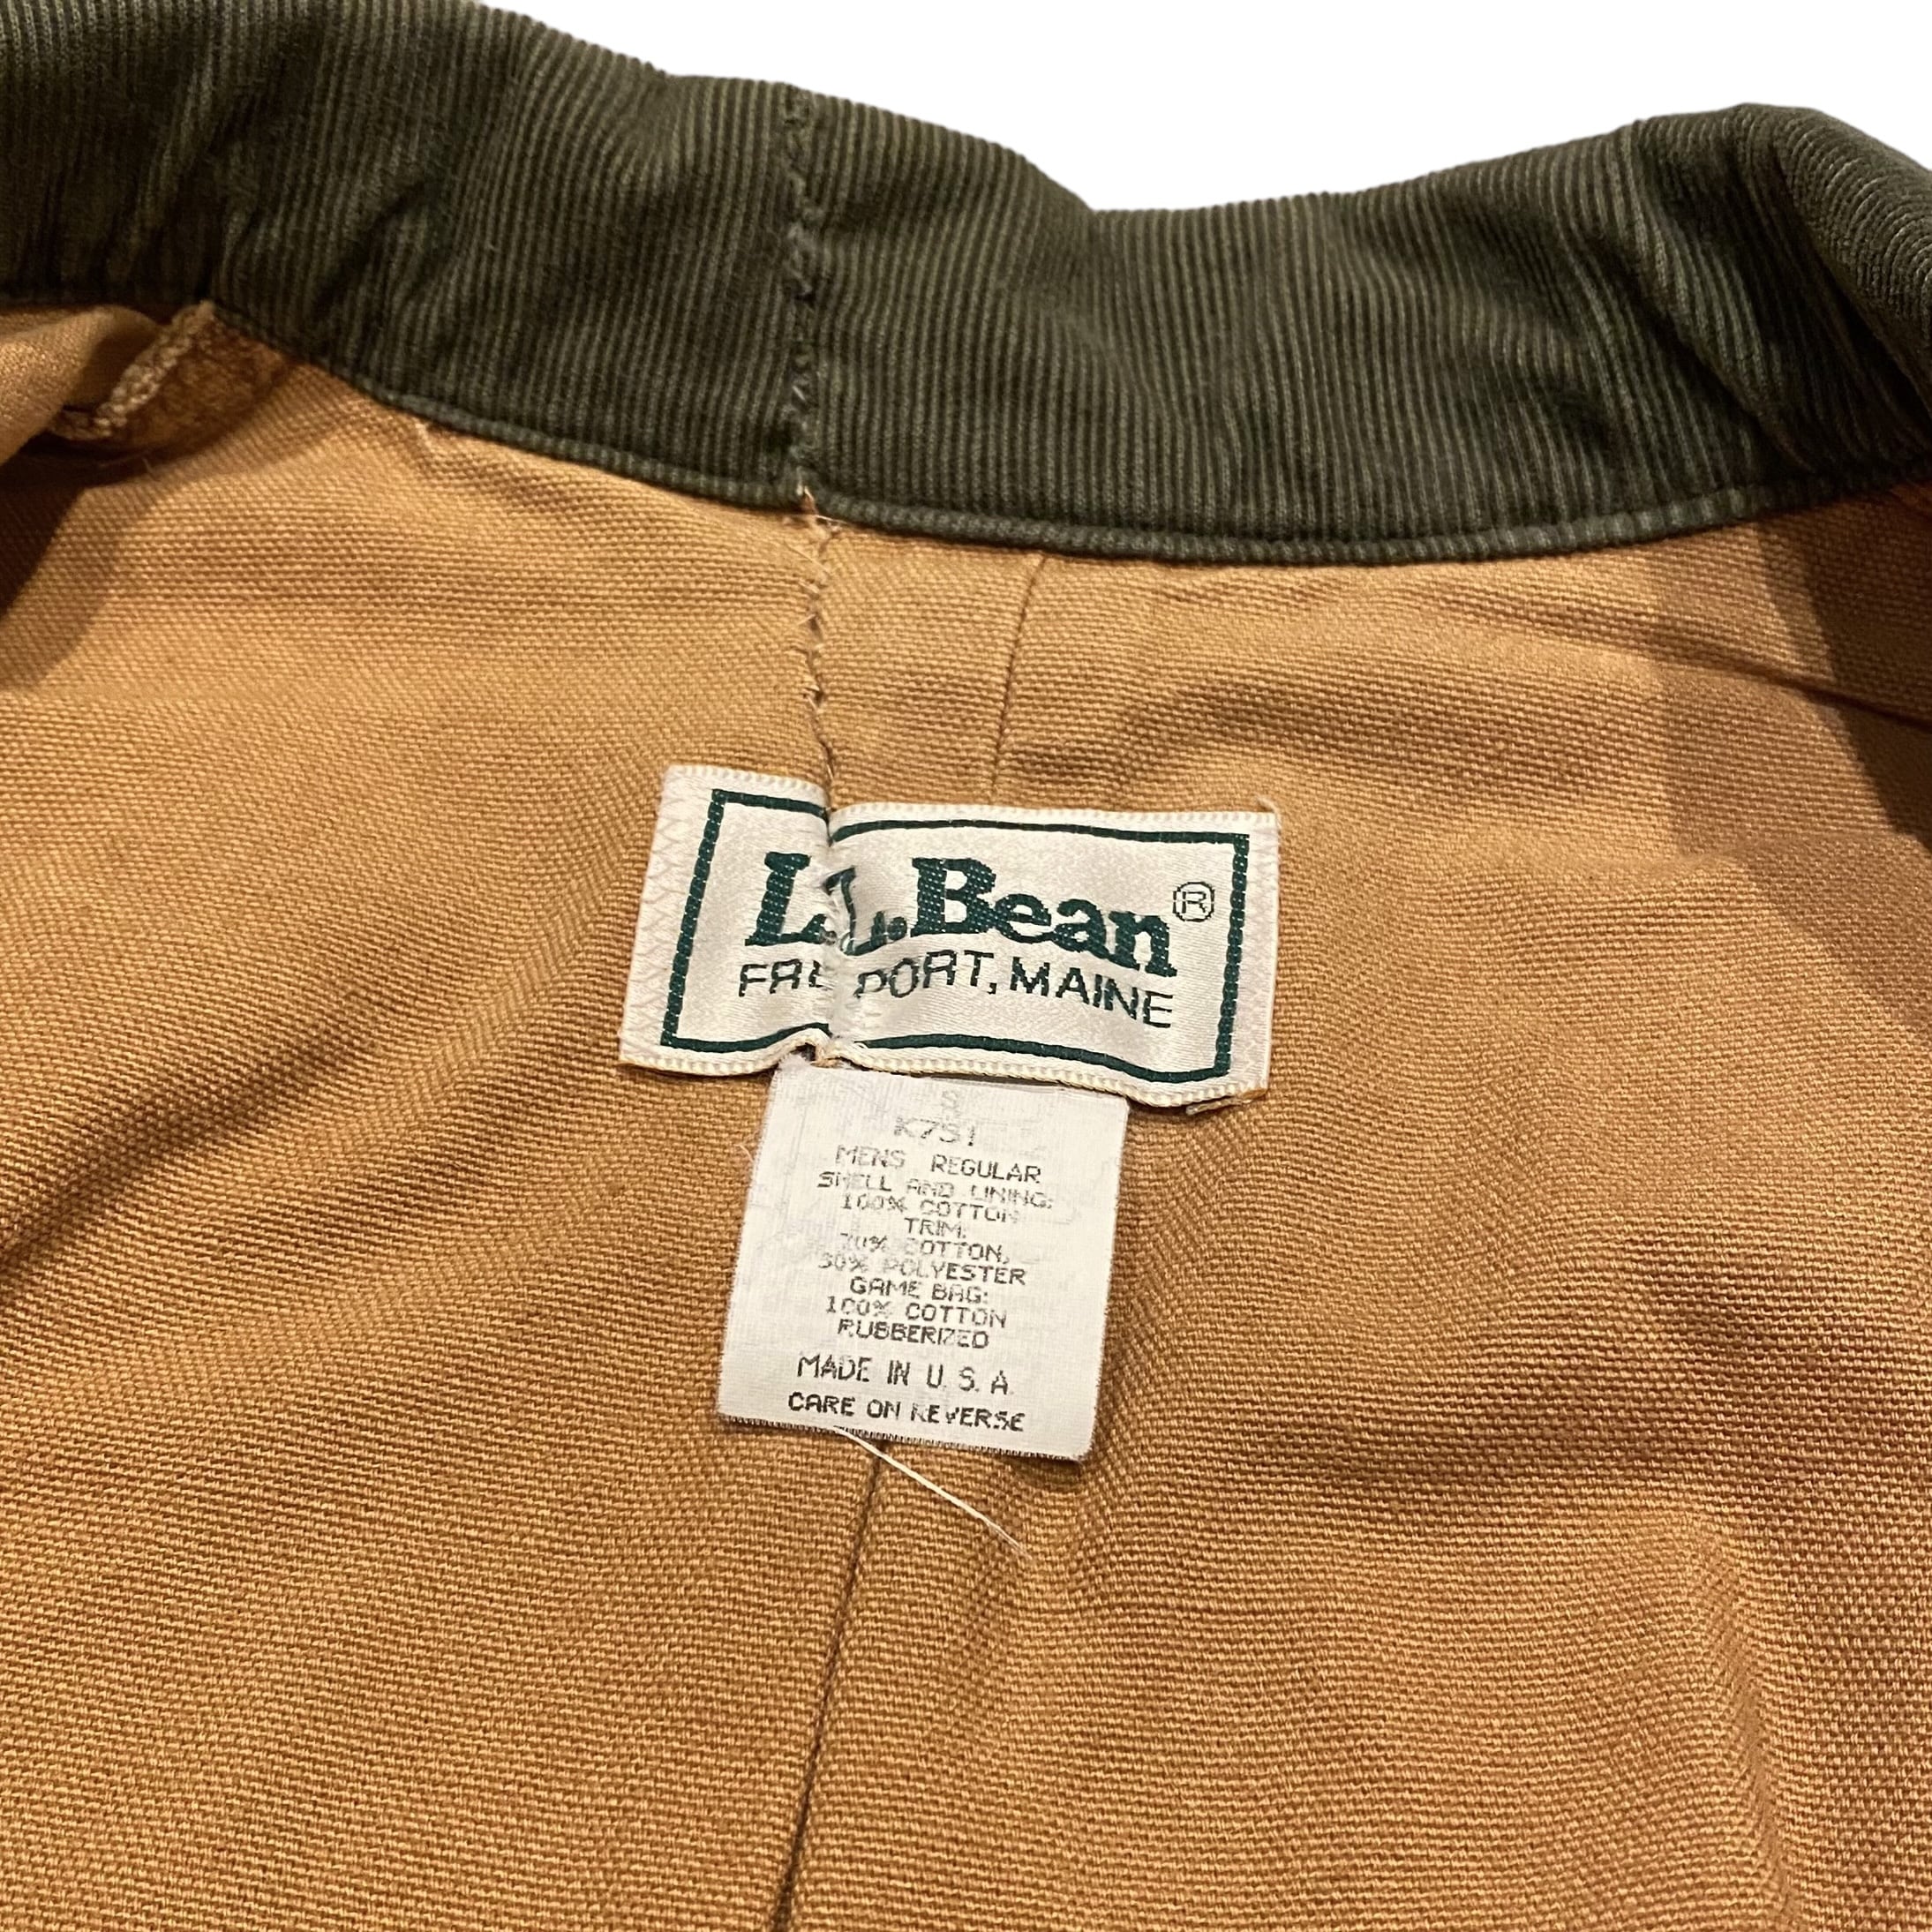 L.L.Bean®
FREEPORT, MAINE
S
K731
MENS REGULAR
SHELL AND LINING:
100% COTTON
TRIM:
70% COTTON,
30% POLYESTER
GAME BAG:
100% COTTON
RUBBERIZED
MADE IN U.S.A.
CARE ON REVERSE